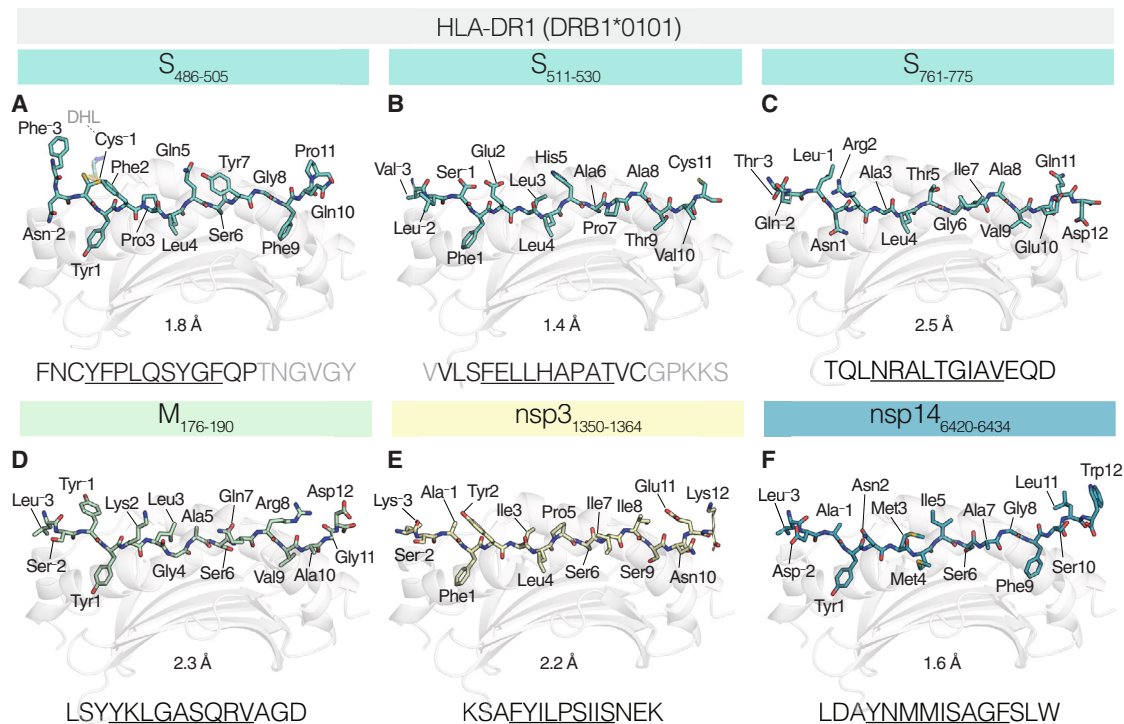 HLA-DR1 (DRB1*0101)
S486-505
S511-530
S761-775
A
DHL
Phe-3
Cys-1
Phe2
Gln5
Tyr7
Gly8
Pro11
Asn-2
Tyr1
Pro3
Leu4
Ser6
Phe9
Gln10
1.8 Å
FNCYFPLQSYGFQPTNGVGY
B
Val-3
Ser-1
Glu2
Leu3
His5
Ala6
Ala8
Cys11
Leu-2
Phe1
Leu4
Pro7
Thr9
Val10
1.4 Å
VVLSFELLHAPATVCGPKKS
C
Thr-3
Leu-1
Arg2
Ala3
Thr5
Ile7
Ala8
Gln11
Gln-2
Asn1
Leu4
Gly6
Val9
Glu10
Asp12
2.5 Å
TQLNRALTGIAVEQD
M176-190
nsp31350-1364
nsp146420-6434
D
Leu-3
Tyr-1
Lys2
Leu3
Ala5
Gln7
Arg8
Asp12
Ser-2
Tyr1
Gly4
Ser6
Val9
Ala10
Gly11
2.3 Å
LSYYKLGASQRVAGD
E
Lys-3
Ala-1
Tyr2
Ile3
Pro5
Ile7
Ile8
Glu11
Lys12
Ser-2
Phe1
Leu4
Ser6
Ser9
Asn10
2.2 Å
KSAFYILPSIISNEK
F
Leu-3
Ala-1
Asn2
Met3
Ile5
Ala7
Gly8
Leu11
Trp12
Asp-2
Tyr1
Met4
Ser6
Phe9
Ser10
1.6 Å
LDAYNMMISAGFSLW